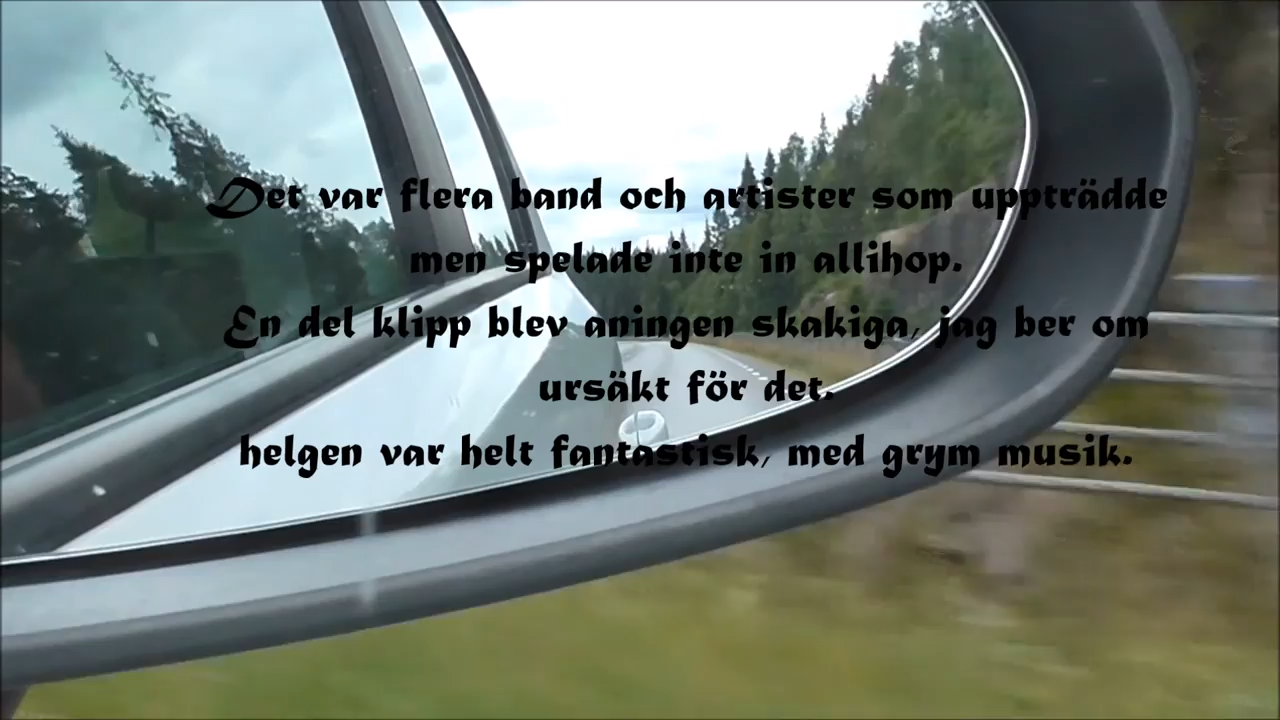 Det var flera band och artister som uppträdde
men spelade inte in allihop.
En del klipp blev aningen skakiga, jag ber om
ursäkt för det.
helgen var helt fantastisk, med grym musik.